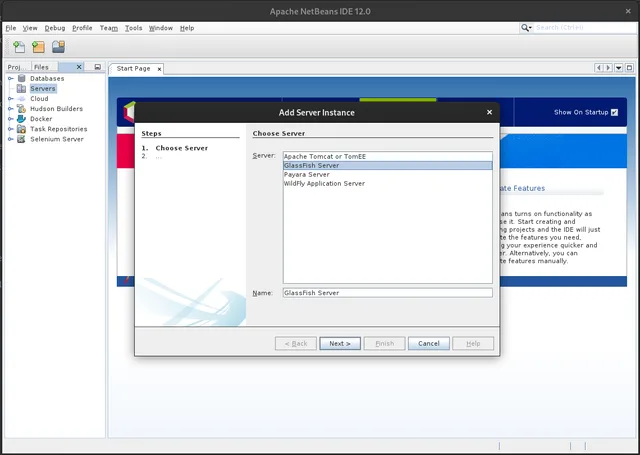 Apache NetBeans IDE 12.0
File View Debug Profile Team Tools Window Help
Search (Ctrl+I)
Proj... Files
Start Page
Databases
Servers
Cloud
Hudson Builders
Docker
Task Repositories
Selenium Server
Show On Startup
Add Server Instance
Steps
1. Choose Server
2. ...
Choose Server
Server:
Apache Tomcat or TomEE
GlassFish Server
Payara Server
WildFly Application Server
Name: GlassFish Server
< Back Next > Finish Cancel Help
ate Features
ans turns on functionality as
se it. Start creating and
ng projects and the IDE will just
te the features you need,
ng your experience quicker and
er. Alternatively, you can
te features manually.